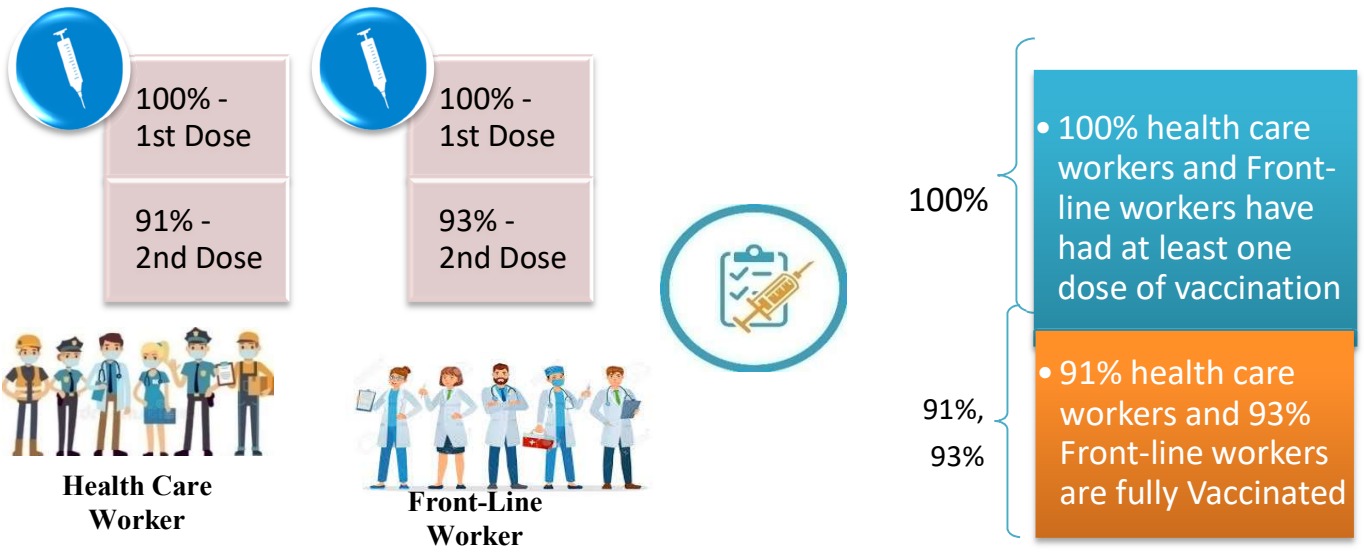 100% -
1st Dose
91% -
2nd Dose
Health Care
Worker
100% -
1st Dose
93% -
2nd Dose
Front-Line
Worker
100%
• 100% health care
workers and Front-
line workers have
had at least one
dose of vaccination
91%,
93%
• 91% health care
workers and 93%
Front-line workers
are fully Vaccinated